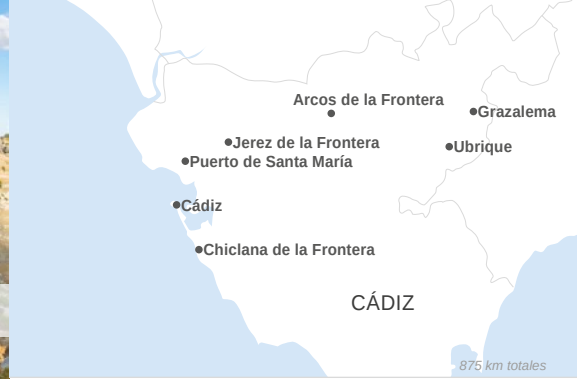 Arcos de la Frontera
Grazalema
Jerez de la Frontera
Ubrique
Puerto de Santa María
Cádiz
Chiclana de la Frontera
CÁDIZ
875 km totales